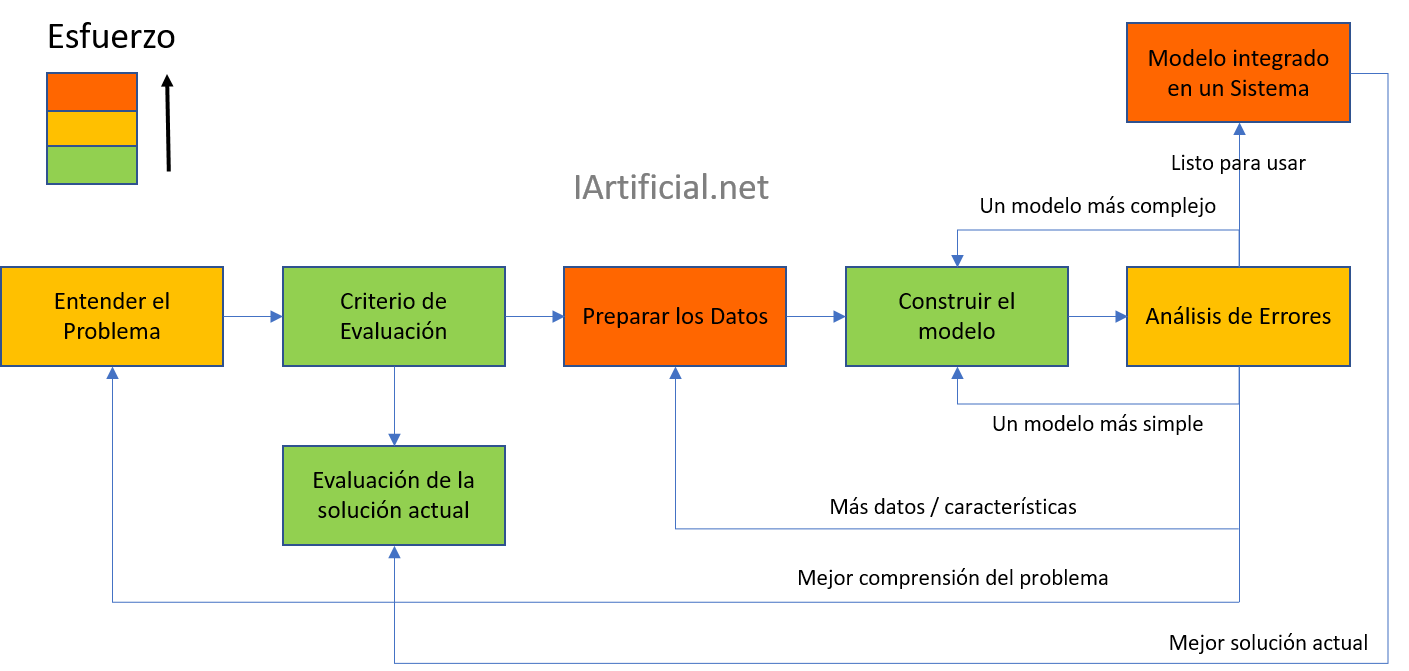 Esfuerzo
Modelo integrado
en un Sistema
Listo para usar
IArtificial.net
Un modelo más complejo
Entender el
Problema
Criterio de
Evaluación
Preparar los Datos
Construir el
modelo
Análisis de Errores
Un modelo más simple
Evaluación de la
solución actual
Más datos / características
Mejor comprensión del problema
Mejor solución actual